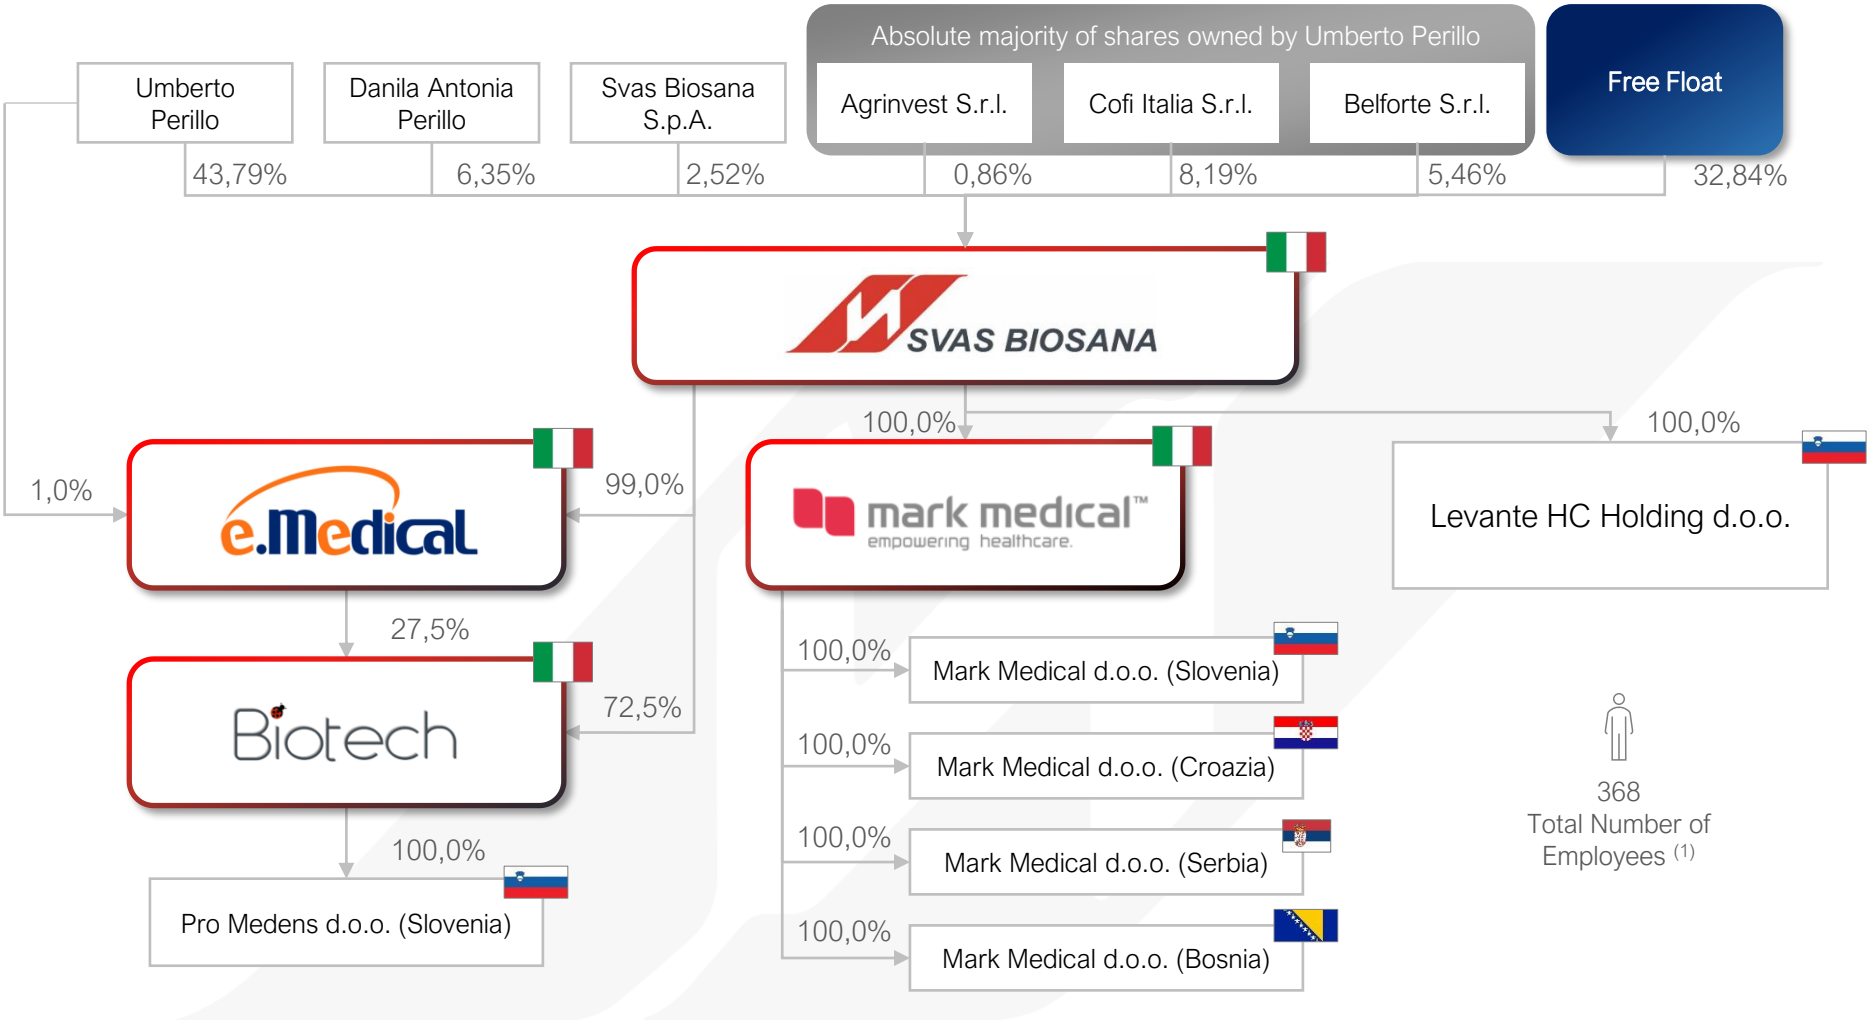 Absolute majority of shares owned by Umberto Perillo
Umberto
Perillo
Danila Antonia
Perillo
Svas Biosana
S.p.A.
Agrinvest S.r.l.
Cofi Italia S.r.l.
Belforte S.r.l.
Free Float
43,79%
6,35%
2,52%
0,86%
8,19%
5,46%
32,84%
SVAS BIOSANA
100,0%
100,0%
1,0%
99,0%
e.Medical
mark medical™
empowering healthcare.
Levante HC Holding d.o.o.
27,5%
72,5%
Biotech
100,0%
Pro Medens d.o.o. (Slovenia)
100,0%
Mark Medical d.o.o. (Slovenia)
100,0%
Mark Medical d.o.o. (Croazia)
100,0%
Mark Medical d.o.o. (Serbia)
100,0%
Mark Medical d.o.o. (Bosnia)
368
Total Number of
Employees (1)